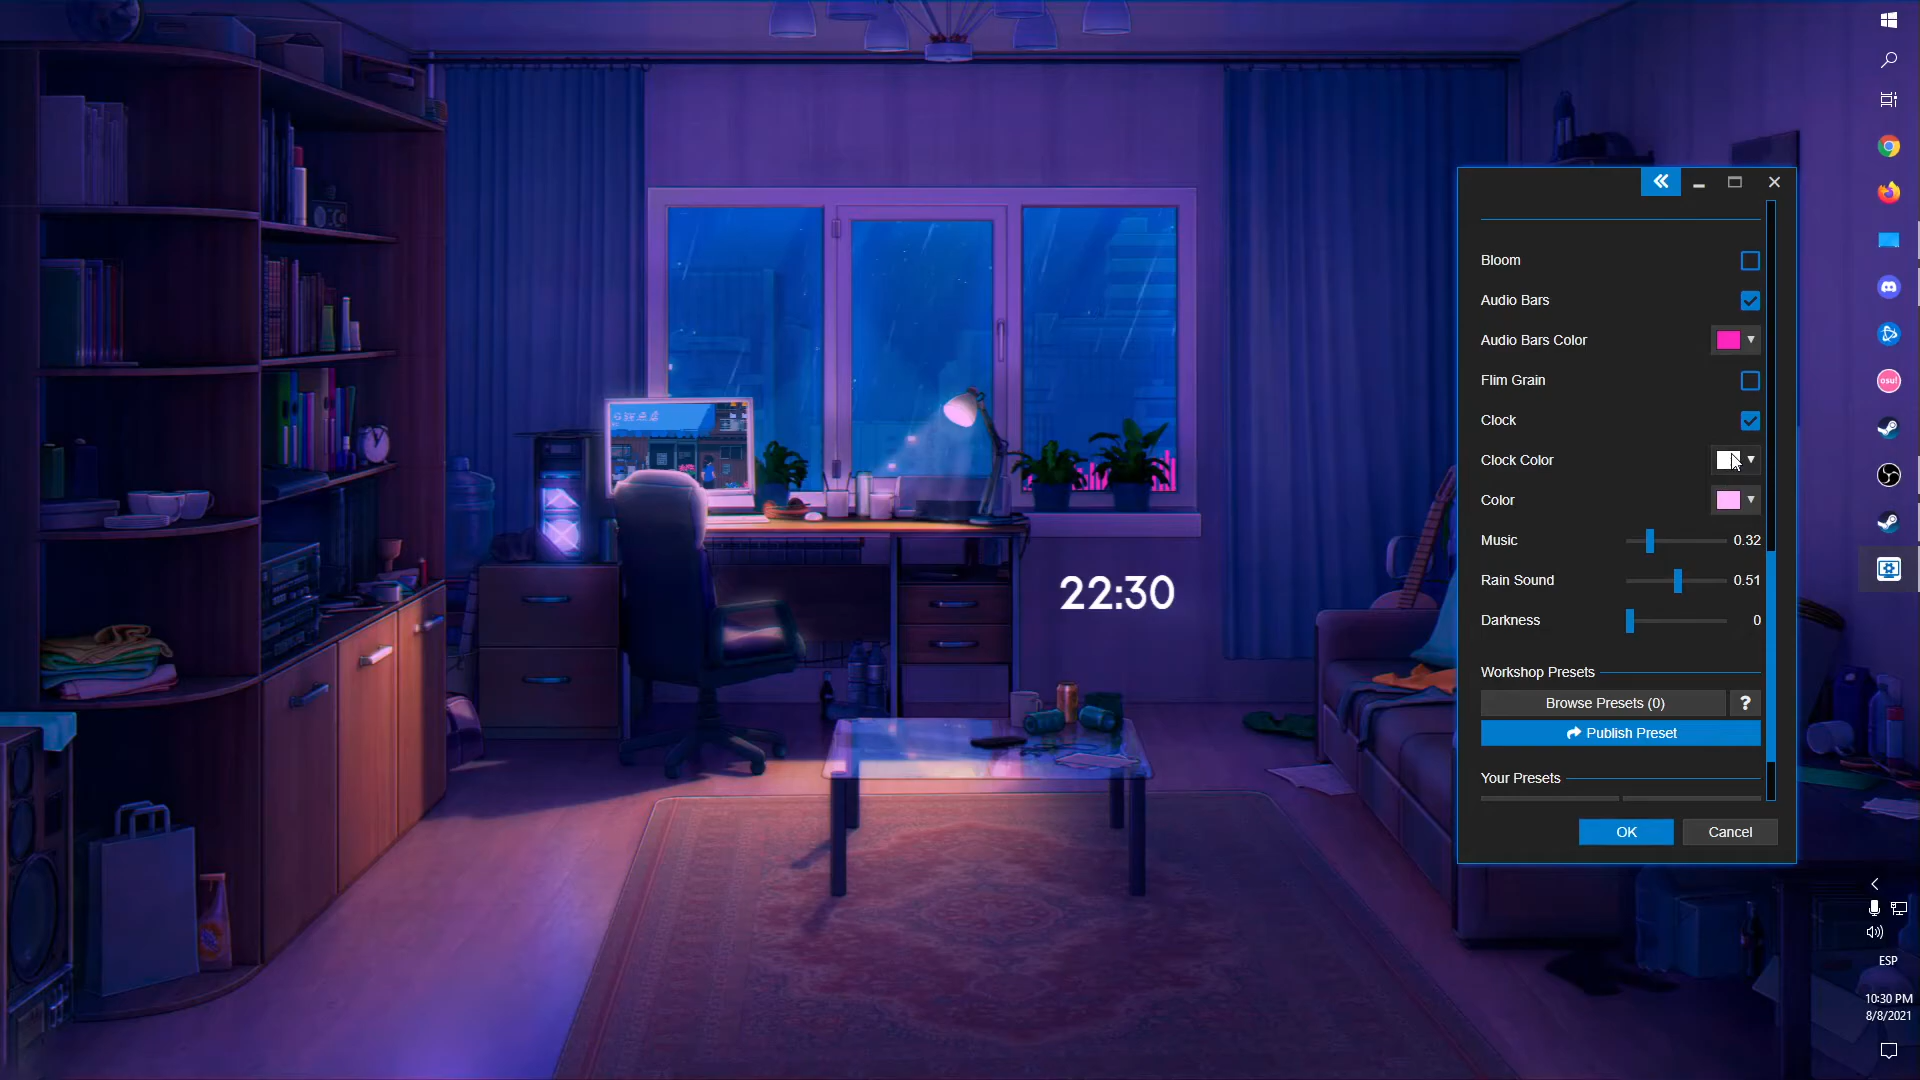 Bloom
Audio Bars
Audio Bars Color
Flim Grain
Clock
Clock Color
Color
Music 0.32
Rain Sound 0.51
Darkness 0
Workshop Presets
Browse Presets (0) ?
Publish Preset
Your Presets
OK Cancel
22:30
osu!
ESP
10:30 PM
8/8/2021